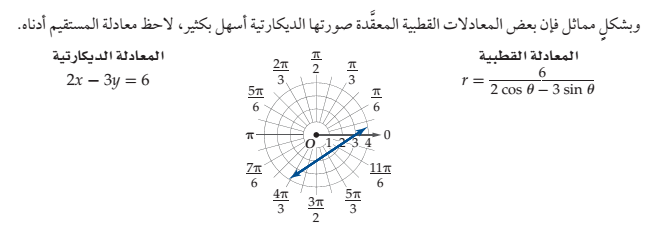 وبشكلٍ مماثل فإن بعض المعادلات القطبية المعقَّدة صورتها الديكارتية أسهل بكثير، لاحظ معادلة المستقيم أدناه.
المعادلة القطبية
r = 6 / (2 cos θ − 3 sin θ)
المعادلة الديكارتية
2x − 3y = 6
π/2
2π/3
π/3
5π/6
π/6
π
O 1 2 3 4
0
7π/6
11π/6
4π/3
3π/2
5π/3